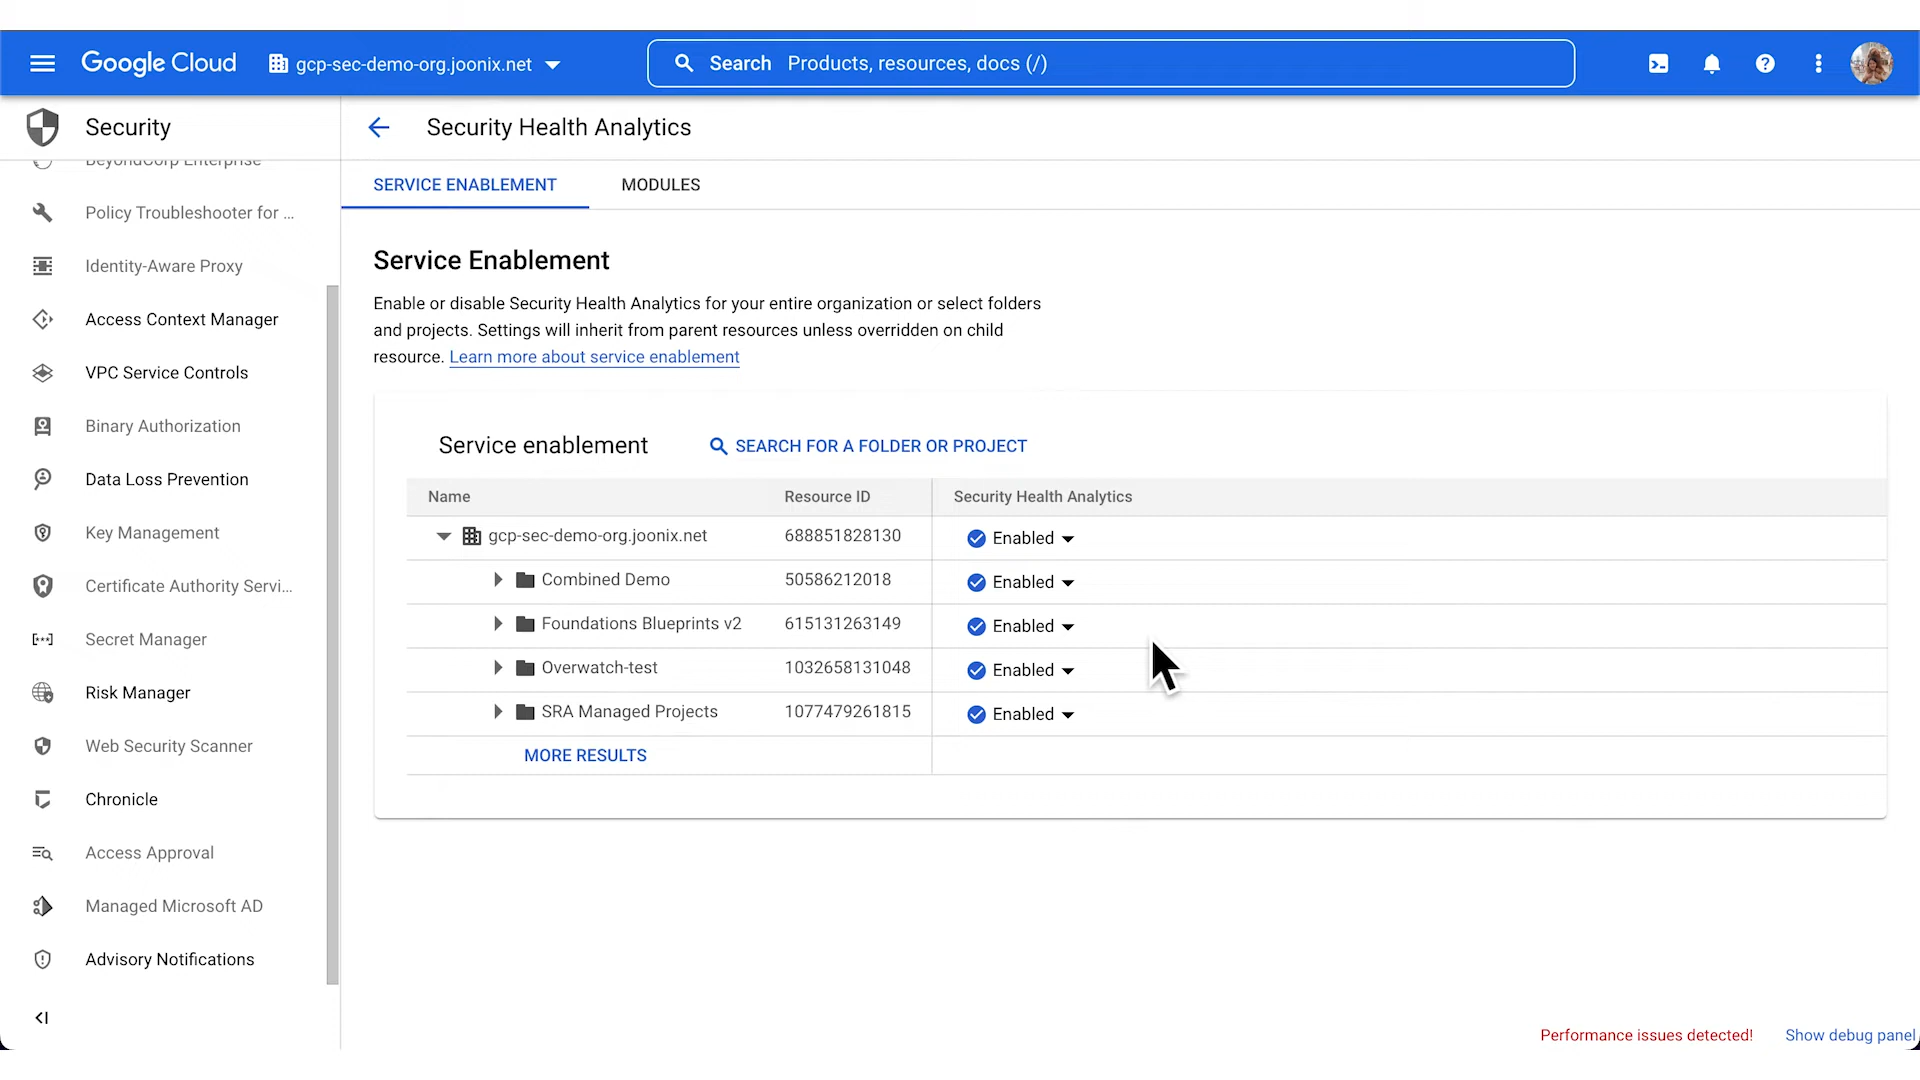 Google Cloud
gcp-sec-demo-org.joonix.net
Search Products, resources, docs (/)
Security
BeyondCorp Enterprise
Policy Troubleshooter for ...
Identity-Aware Proxy
Access Context Manager
VPC Service Controls
Binary Authorization
Data Loss Prevention
Key Management
Certificate Authority Servi...
Secret Manager
Risk Manager
Web Security Scanner
Chronicle
Access Approval
Managed Microsoft AD
Advisory Notifications
Security Health Analytics
SERVICE ENABLEMENT MODULES
Service Enablement
Enable or disable Security Health Analytics for your entire organization or select folders
and projects. Settings will inherit from parent resources unless overridden on child
resource. Learn more about service enablement
Service enablement SEARCH FOR A FOLDER OR PROJECT
Name Resource ID Security Health Analytics
gcp-sec-demo-org.joonix.net 688851828130 Enabled
Combined Demo 50586212018 Enabled
Foundations Blueprints v2 615131263149 Enabled
Overwatch-test 1032658131048 Enabled
SRA Managed Projects 1077479261815 Enabled
MORE RESULTS
Performance issues detected! Show debug panel